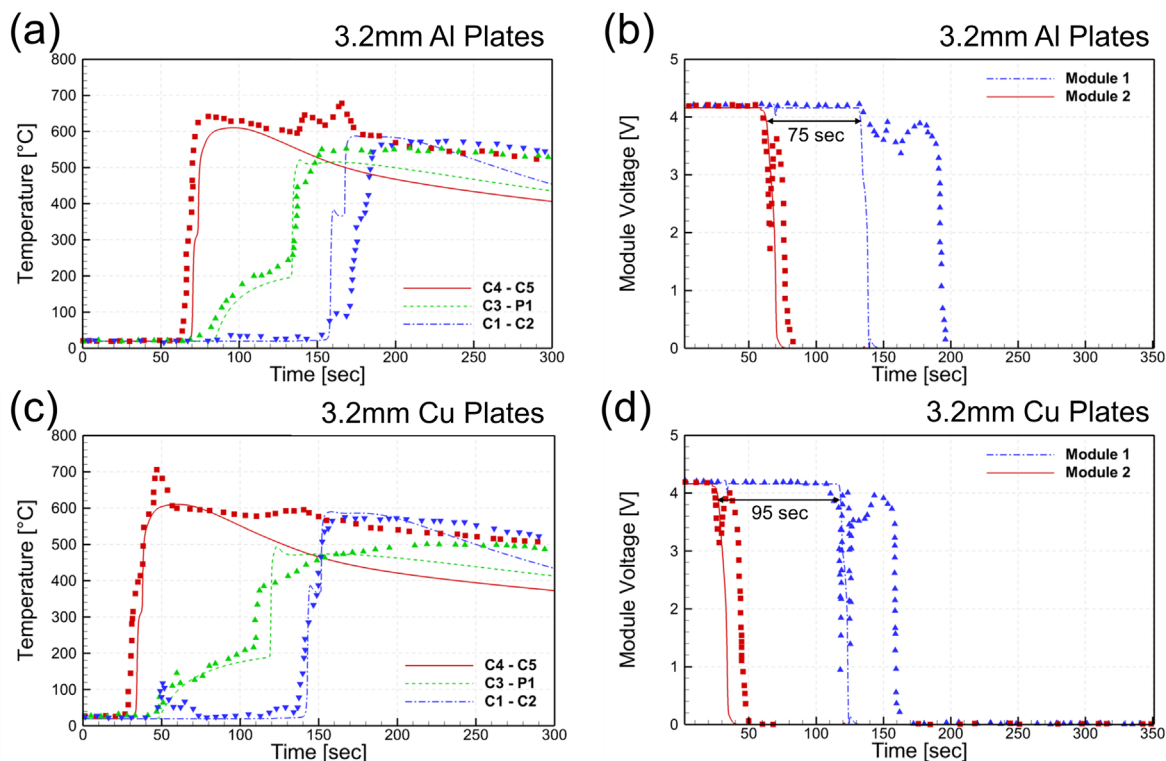 (a)
3.2mm Al Plates
800
700
600
500
400
300
200
100
0
Temperature [°C]
C4 - C5
C3 - P1
C1 - C2
0 50 100 150 200 250 300
Time [sec]
(b)
3.2mm Al Plates
5
4
3
2
1
0
Module Voltage [V]
Module 1
Module 2
75 sec
50 100 150 200 250 300 350
Time [sec]
(c)
3.2mm Cu Plates
800
700
600
500
400
300
200
100
0
Temperature [°C]
C4 - C5
C3 - P1
C1 - C2
0 50 100 150 200 250 300
Time [sec]
(d)
3.2mm Cu Plates
5
4
3
2
1
0
Module Voltage [V]
Module 1
Module 2
95 sec
50 100 150 200 250 300 350
Time [sec]